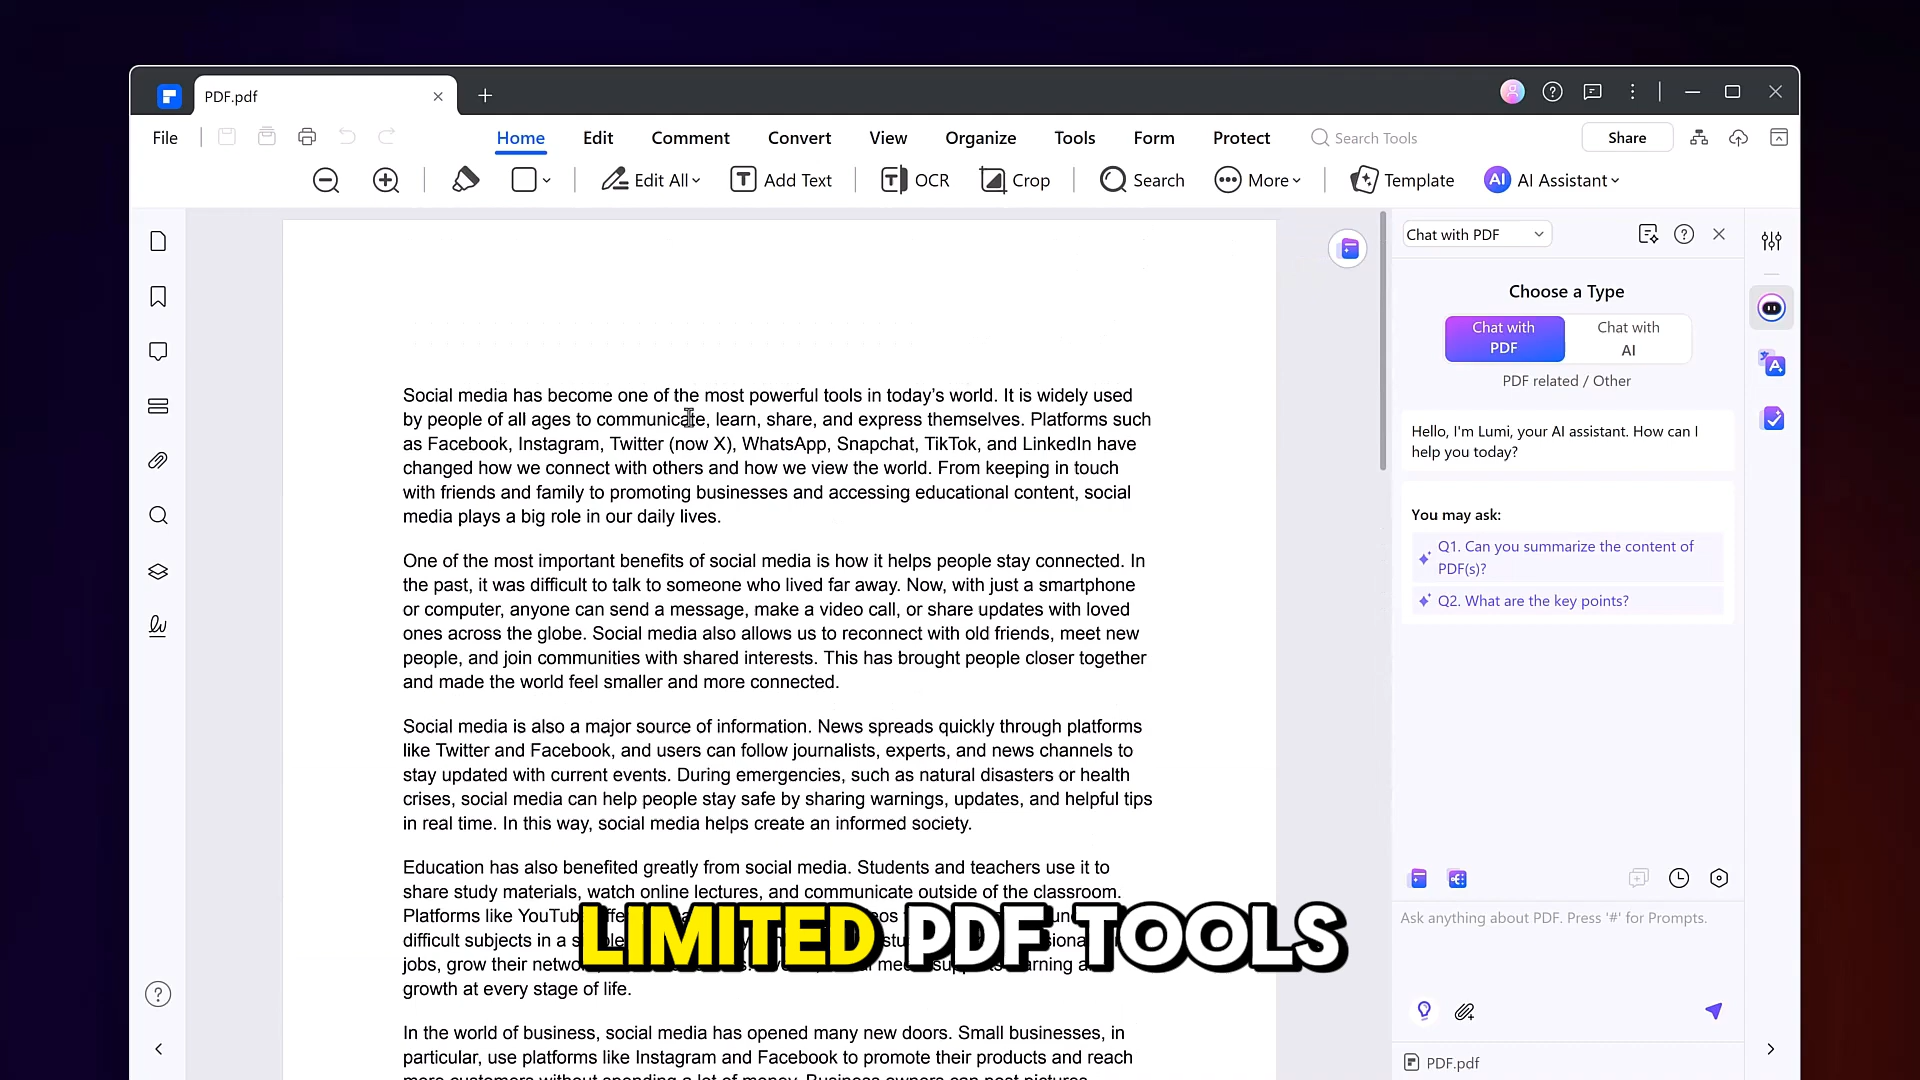 PDF.pdf
File
Home
Edit
Comment
Convert
View
Organize
Tools
Form
Protect
Search Tools
Share
Edit All
Add Text
OCR
Crop
Search
More
Template
AI Assistant
Social media has become one of the most powerful tools in today's world. It is widely used
by people of all ages to communicate, learn, share, and express themselves. Platforms such
as Facebook, Instagram, Twitter (now X), WhatsApp, Snapchat, TikTok, and LinkedIn have
changed how we connect with others and how we view the world. From keeping in touch
with friends and family to promoting businesses and accessing educational content, social
media plays a big role in our daily lives.
One of the most important benefits of social media is how it helps people stay connected. In
the past, it was difficult to talk to someone who lived far away. Now, with just a smartphone
or computer, anyone can send a message, make a video call, or share updates with loved
ones across the globe. Social media also allows us to reconnect with old friends, meet new
people, and join communities with shared interests. This has brought people closer together
and made the world feel smaller and more connected.
Social media is also a major source of information. News spreads quickly through platforms
like Twitter and Facebook, and users can follow journalists, experts, and news channels to
stay updated with current events. During emergencies, such as natural disasters or health
crises, social media can help people stay safe by sharing warnings, updates, and helpful tips
in real time. In this way, social media helps create an informed society.
Education has also benefited greatly from social media. Students and teachers use it to
share study materials, watch online lectures, and communicate outside of the classroom.
Platforms like
difficult subjects in a
jobs, grow their
growth at every stage of life.
LIMITED PDF TOOLS
In the world of business, social media has opened many new doors. Small businesses, in
particular, use platforms like Instagram and Facebook to promote their products and reach
Chat with PDF
Choose a Type
Chat with
PDF
Chat with
AI
PDF related / Other
Hello, I'm Lumi, your AI assistant. How can I
help you today?
You may ask:
Q1. Can you summarize the content of
PDF(s)?
Q2. What are the key points?
Ask anything about PDF. Press '#' for Prompts.
PDF.pdf